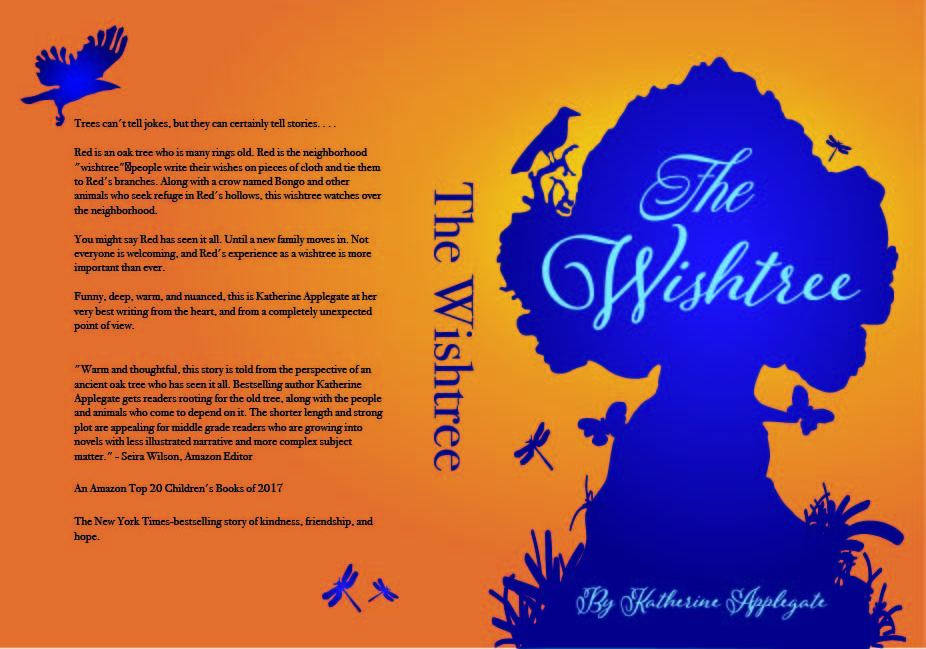 Trees can't tell jokes, but they can certainly tell stories. . . .
Red is an oak tree who is many rings old. Red is the neighborhood
"wishtree"people write their wishes on pieces of cloth and tie them
to Red's branches. Along with a crow named Bongo and other
animals who seek refuge in Red's hollows, this wishtree watches over
the neighborhood.
You might say Red has seen it all. Until a new family moves in. Not
everyone is welcoming, and Red's experience as a wishtree is more
important than ever.
Funny, deep, warm, and nuanced, this is Katherine Applegate at her
very best writing from the heart, and from a completely unexpected
point of view.
"Warm and thoughtful, this story is told from the perspective of an
ancient oak tree who has seen it all. Bestselling author Katherine
Applegate gets readers rooting for the old tree, along with the people
and animals who come to depend on it. The shorter length and strong
plot are appealing for middle grade readers who are growing into
novels with less illustrated narrative and more complex subject
matter." - Seira Wilson, Amazon Editor
An Amazon Top 20 Children's Books of 2017
The New York Times-bestselling story of kindness, friendship, and
hope.
The Wishtree
The
Wishtree
By Katherine Applegate